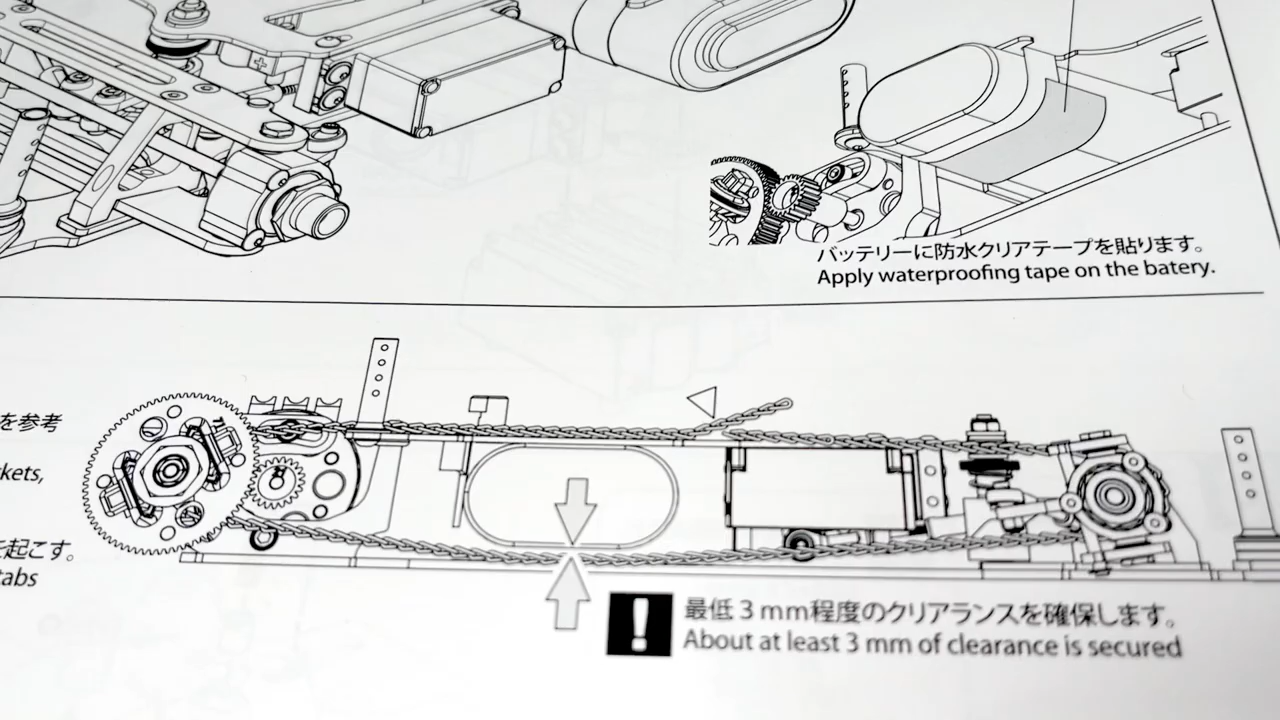 バッテリーに防水クリアテープを貼ります。
Apply waterproofing tape on the batery.
を参考
kets,
を起こす。
tabs
! 最低 3 mm程度のクリアランスを確保します。
About at least 3 mm of clearance is secured